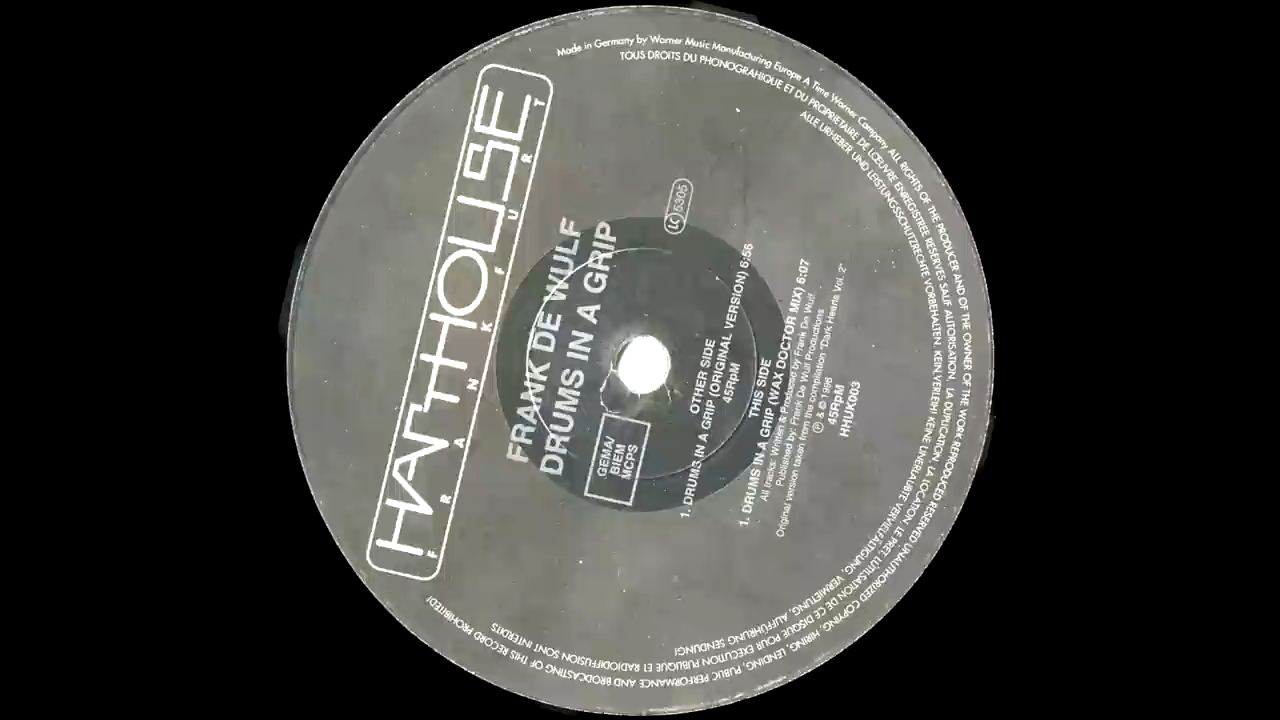 HARTHOUSE
FRANKFURT
FRANK DE WULF
DRUMS IN A GRIP
GEMA/
BIEM
MCPS
LC 5305
OTHER SIDE
1. DRUMS IN A GRIP (ORIGINAL VERSION) 6:56
45RpM
THIS SIDE
1. DRUMS IN A GRIP (WAX DOCTOR MIX) 6:07
All tracks: Written & Produced by Frank De Wulf
Published by: Frank De Wulf Productions
Original version taken from the compilation "Dark Hearts Vol. 2"
℗ & © 1996
45RpM
HHUK003
Made in Germany by Warner Music Manufacturing Europe A Time Warner Company ALL RIGHTS OF THE PRODUCER AND OF THE OWNER OF THE WORK REPRODUCED RESERVED UNAUTHORIZED COPYING, HIRING, LENDING, PUBLIC PERFORMANCE AND BRODCASTING OF THIS RECORD PROHIBITED!
TOUS DROITS DU PHONOGRAHIQUE ET DU PROPRIETAIRE DE LŒUVRE ENREGISTREE RESERVES SAUF AUTORISATION. LA DUPLICATION, LA LOCATION, LE PRET, L'UTILISATION DE CE DISQUE POUR EXECUTION PUBLIQUE ET RADIODIFFUSION SONT INTERDITS
ALLE URHEBER UND LEISTUNGSSCHUTZRECHTE VORBEHALTEN. KEIN VERLEIH! KEINE UNERLAUBTE VERVIELFÄLTIGUNG, VERMIETUNG, AUFFÜHRUNG SENDUNG!